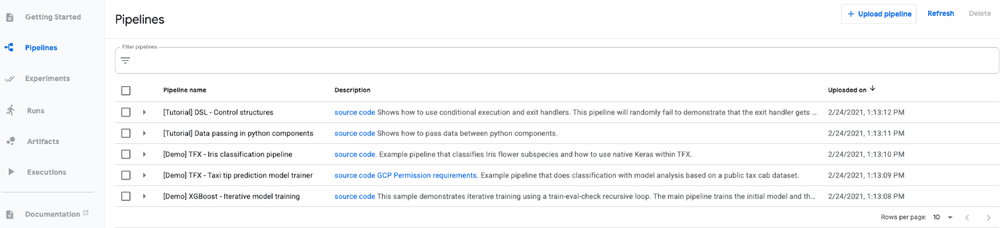 Getting Started
Pipelines
Experiments
Runs
Artifacts
Executions
Documentation
Pipelines
+ Upload pipeline Refresh Delete
Filter pipelines
Pipeline name Description Uploaded on
[Tutorial] DSL - Control structures source code Shows how to use conditional execution and exit handlers. This pipeline will randomly fail to demonstrate that the exit handler gets ... 2/24/2021, 1:13:12 PM
[Tutorial] Data passing in python components source code Shows how to pass data between python components. 2/24/2021, 1:13:11 PM
[Demo] TFX - Iris classification pipeline source code. Example pipeline that classifies Iris flower subspecies and how to use native Keras within TFX. 2/24/2021, 1:13:10 PM
[Demo] TFX - Taxi tip prediction model trainer source code GCP Permission requirements. Example pipeline that does classification with model analysis based on a public tax cab dataset. 2/24/2021, 1:13:09 PM
[Demo] XGBoost - Iterative model training source code This sample demonstrates iterative training using a train-eval-check recursive loop. The main pipeline trains the initial model and th... 2/24/2021, 1:13:08 PM
Rows per page: 10